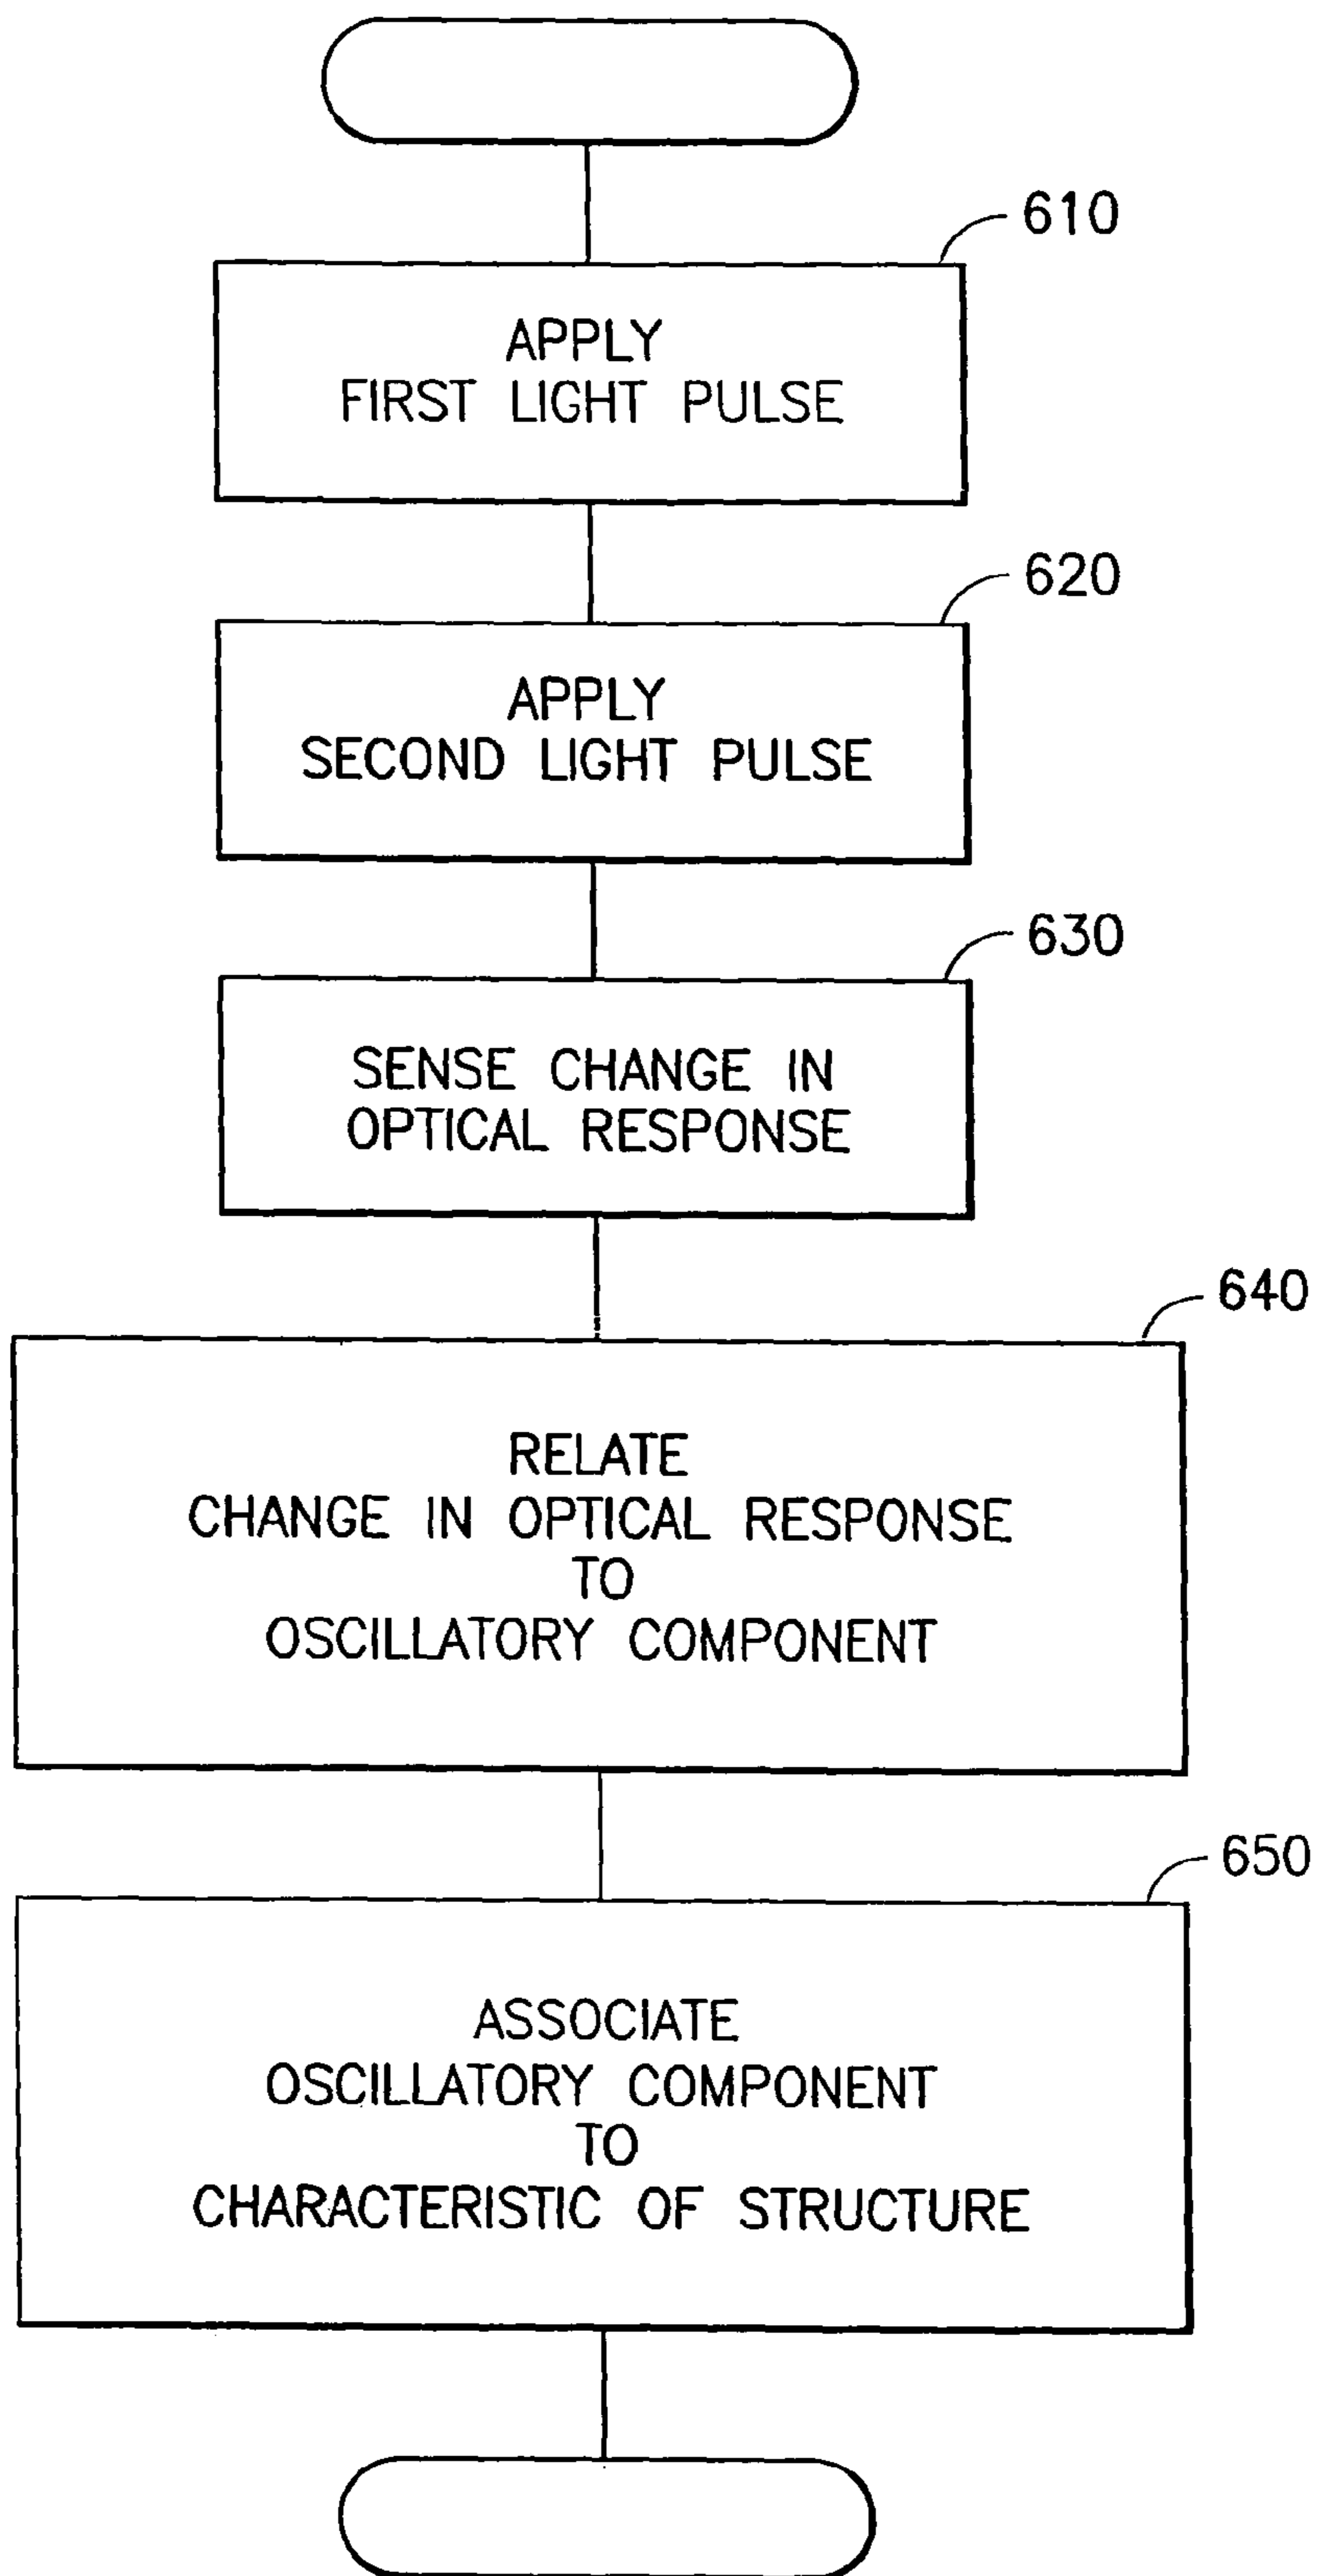 610
APPLY
FIRST LIGHT PULSE
620
APPLY
SECOND LIGHT PULSE
630
SENSE CHANGE IN
OPTICAL RESPONSE
640
RELATE
CHANGE IN OPTICAL RESPONSE
TO
OSCILLATORY COMPONENT
650
ASSOCIATE
OSCILLATORY COMPONENT
TO
CHARACTERISTIC OF STRUCTURE